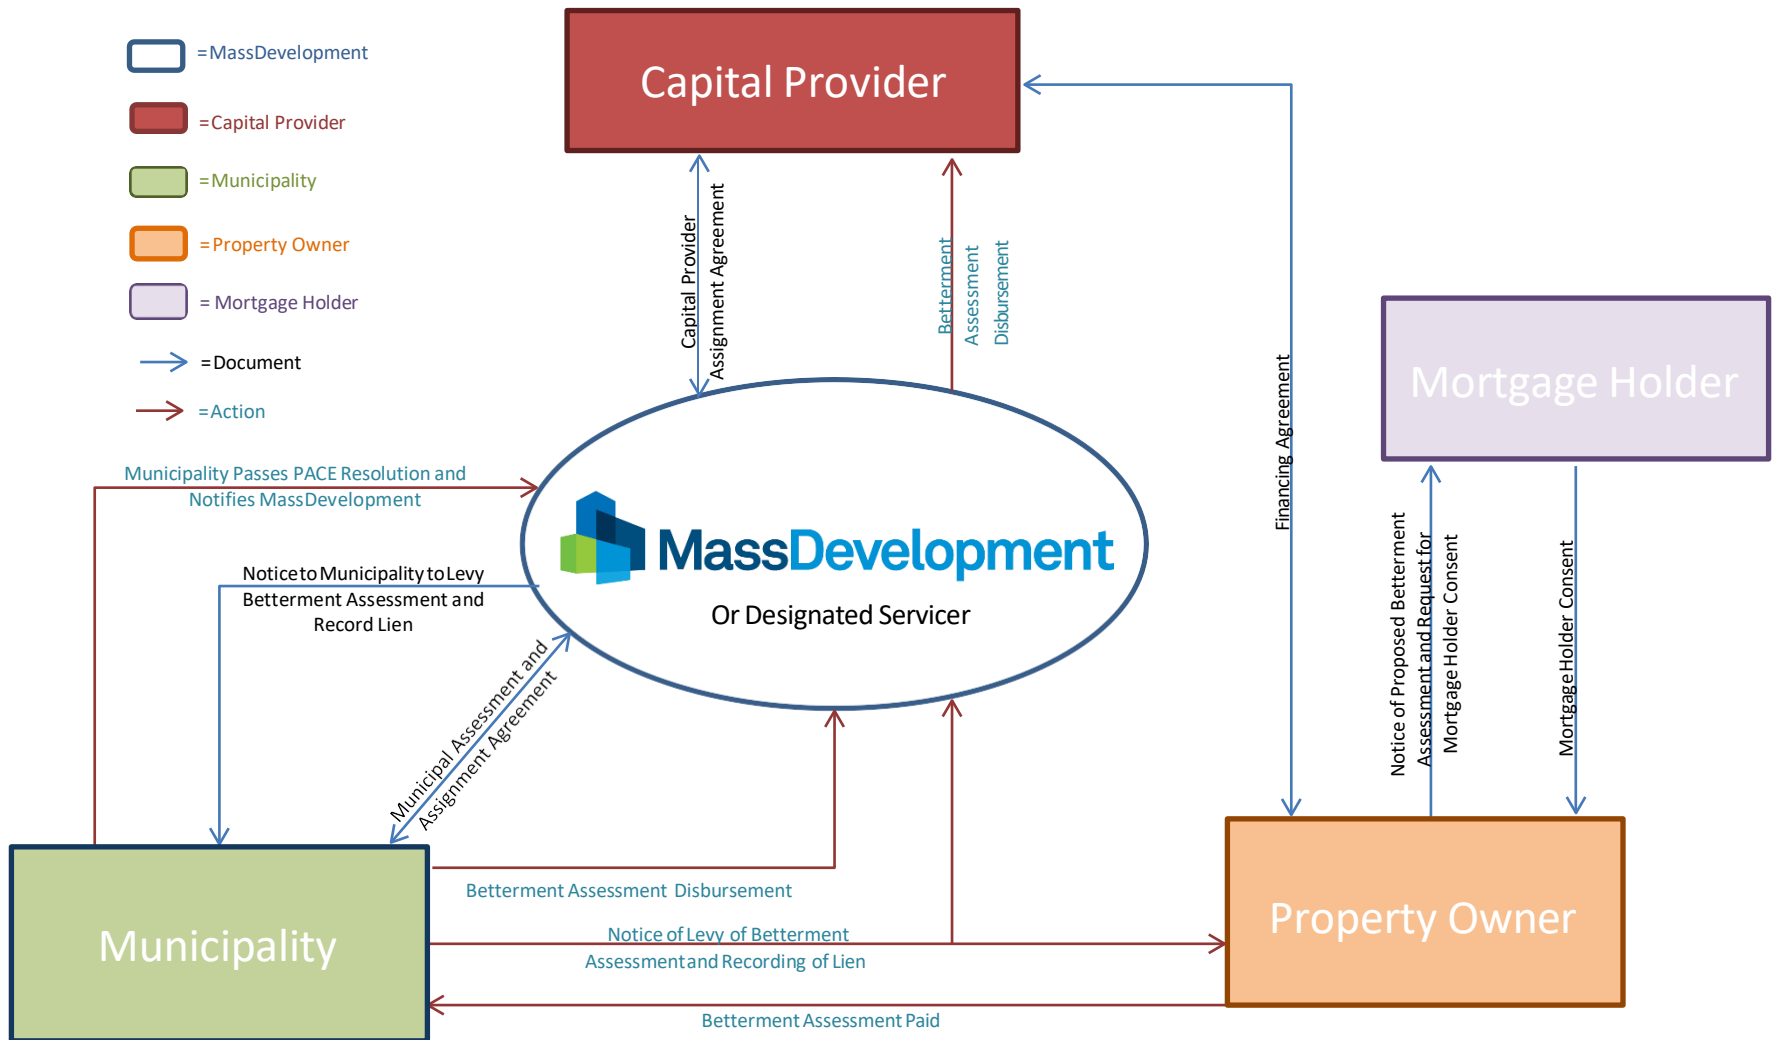 =MassDevelopment
=Capital Provider
=Municipality
=Property Owner
= Mortgage Holder
=Document
=Action
Capital Provider
Capital Provider
Assignment Agreement
Betterment
Assessment
Disbursement
Financing Agreement
Mortgage Holder
Municipality Passes PACE Resolution and
Notifies MassDevelopment
Notice to Municipality to Levy
Betterment Assessment and
Record Lien
MassDevelopment
Or Designated Servicer
Municipal Assessment and
Assignment Agreement
Notice of Proposed Betterment
Assessment and Request for
Mortgage Holder Consent
Mortgage Holder Consent
Municipality
Betterment Assessment Disbursement
Notice of Levy of Betterment
Assessment and Recording of Lien
Betterment Assessment Paid
Property Owner